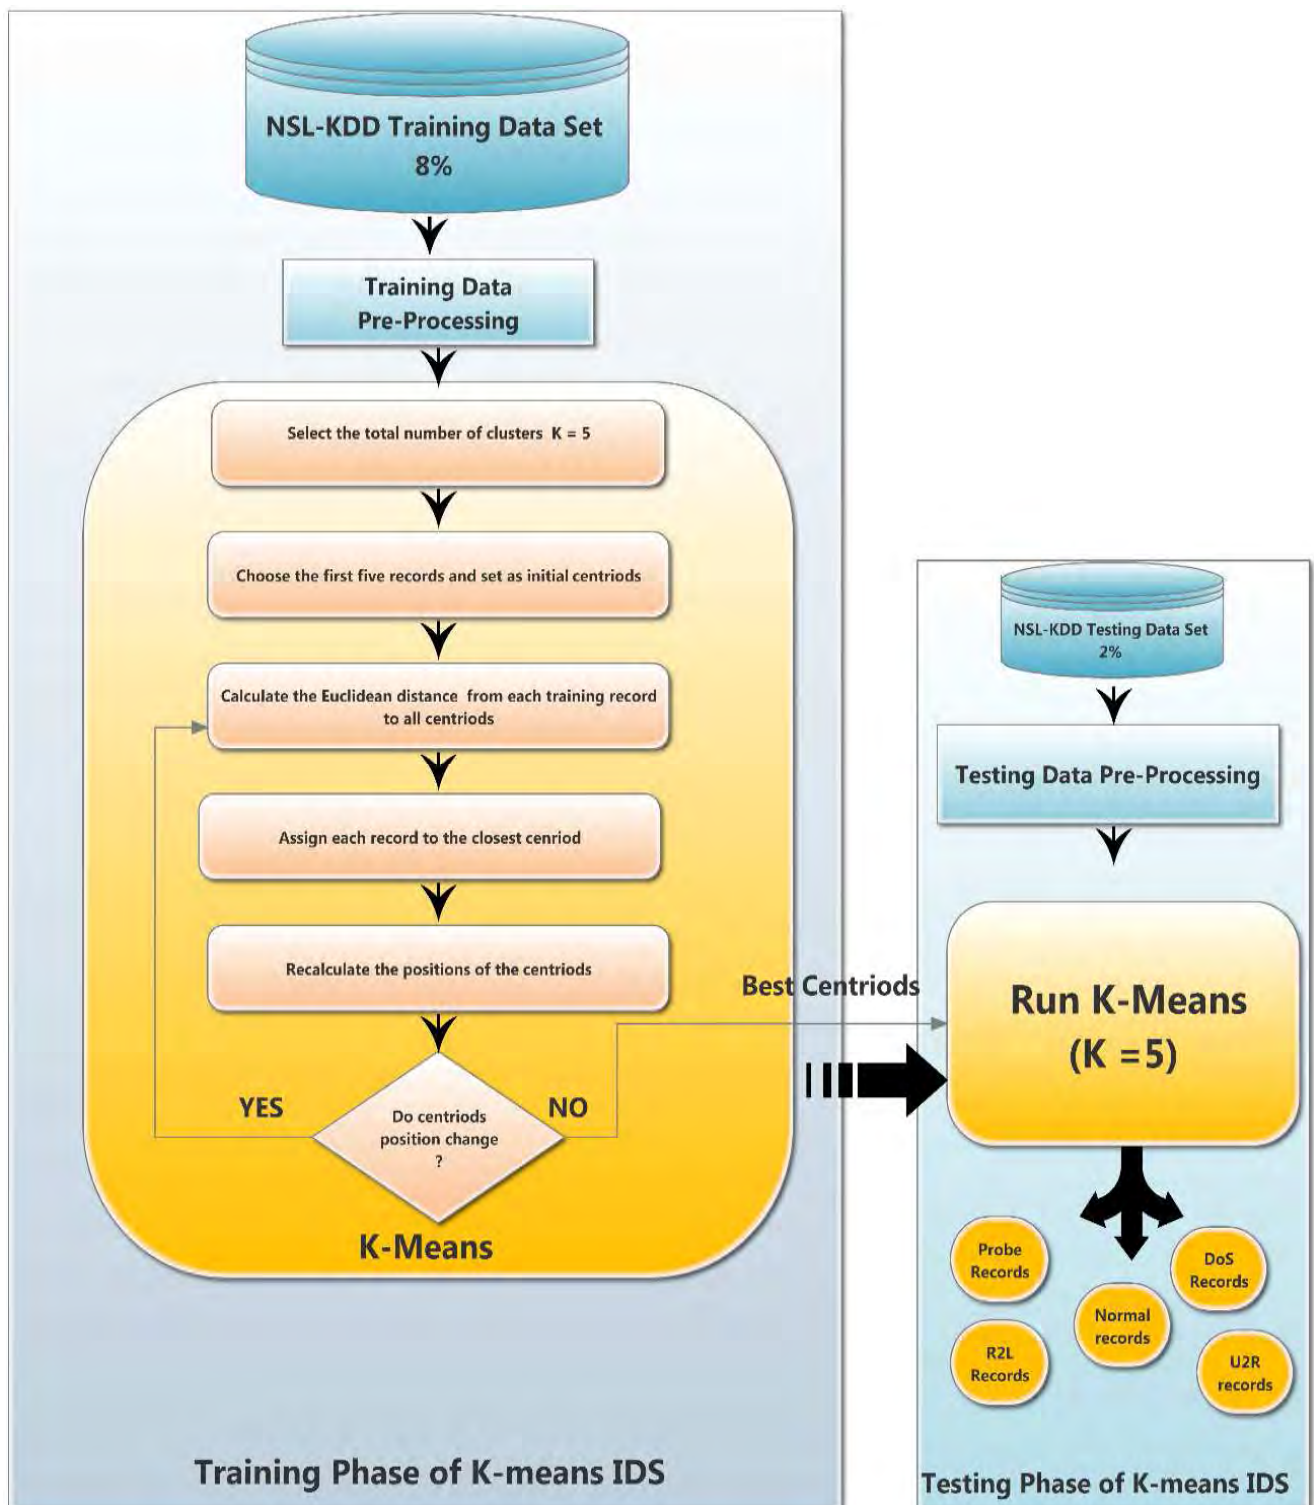 NSL-KDD Training Data Set
8%
Training Data
Pre-Processing
Select the total number of clusters K = 5
Choose the first five records and set as initial centriods
Calculate the Euclidean distance from each training record
to all centriods
Assign each record to the closest cenriod
Recalculate the positions of the centriods
Do centriods
position change
?
YES
NO
K-Means
Training Phase of K-means IDS
Best Centriods
NSL-KDD Testing Data Set
2%
Testing Data Pre-Processing
Run K-Means
(K = 5)
Probe
Records
DoS
Records
Normal
records
R2L
Records
U2R
records
Testing Phase of K-means IDS